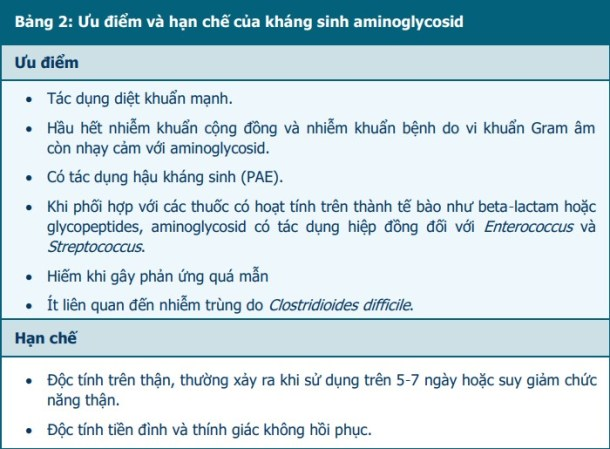 Bảng 2: Ưu điểm và hạn chế của kháng sinh aminoglycosid
Ưu điểm
• Tác dụng diệt khuẩn mạnh.
• Hầu hết nhiễm khuẩn cộng đồng và nhiễm khuẩn bệnh do vi khuẩn Gram âm
còn nhạy cảm với aminoglycosid.
• Có tác dụng hậu kháng sinh (PAE).
• Khi phối hợp với các thuốc có hoạt tính trên thành tế bào như beta-lactam hoặc
glycopeptides, aminoglycosid có tác dụng hiệp đồng đối với Enterococcus và
Streptococcus.
• Hiếm khi gây phản ứng quá mẫn
• Ít liên quan đến nhiễm trùng do Clostridioides difficile.
Hạn chế
• Độc tính trên thận, thường xảy ra khi sử dụng trên 5-7 ngày hoặc suy giảm chức
năng thận.
• Độc tính tiền đình và thính giác không hồi phục.